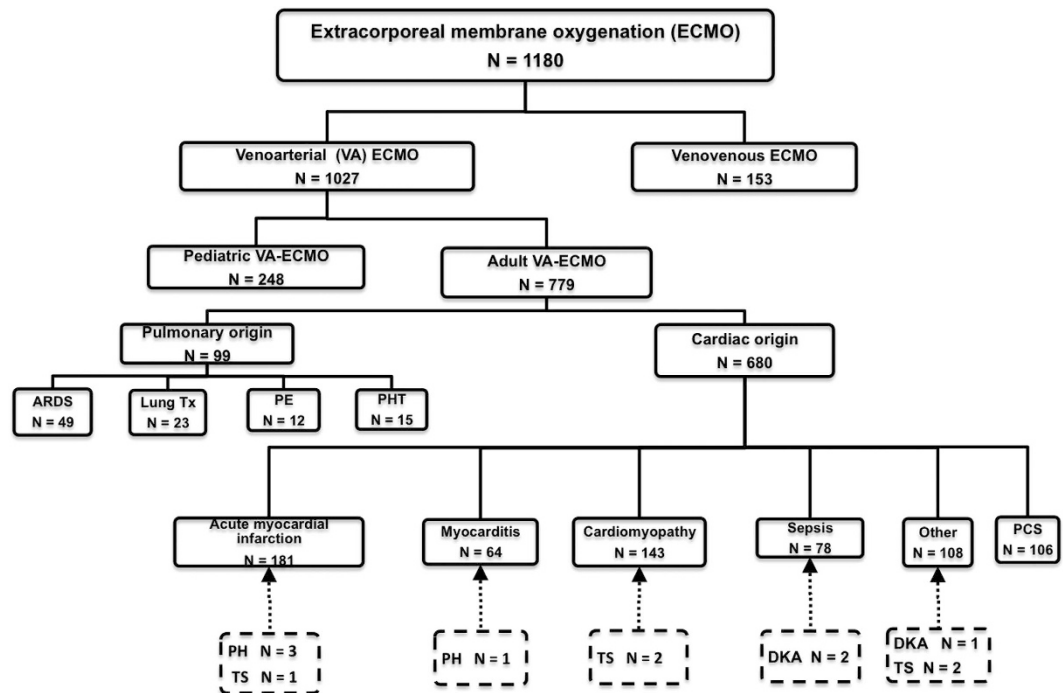 Extracorporeal membrane oxygenation (ECMO)
N = 1180
Venoarterial (VA) ECMO
N = 1027
Venovenous ECMO
N = 153
Pediatric VA-ECMO
N = 248
Adult VA-ECMO
N = 779
Pulmonary origin
N = 99
Cardiac origin
N = 680
ARDS
N = 49
Lung Tx
N = 23
PE
N = 12
PHT
N = 15
Acute myocardial
infarction
N = 181
Myocarditis
N = 64
Cardiomyopathy
N = 143
Sepsis
N = 78
Other
N = 108
PCS
N = 106
PH N = 3
TS N = 1
PH N = 1
TS N = 2
DKA N = 2
DKA N = 1
TS N = 2